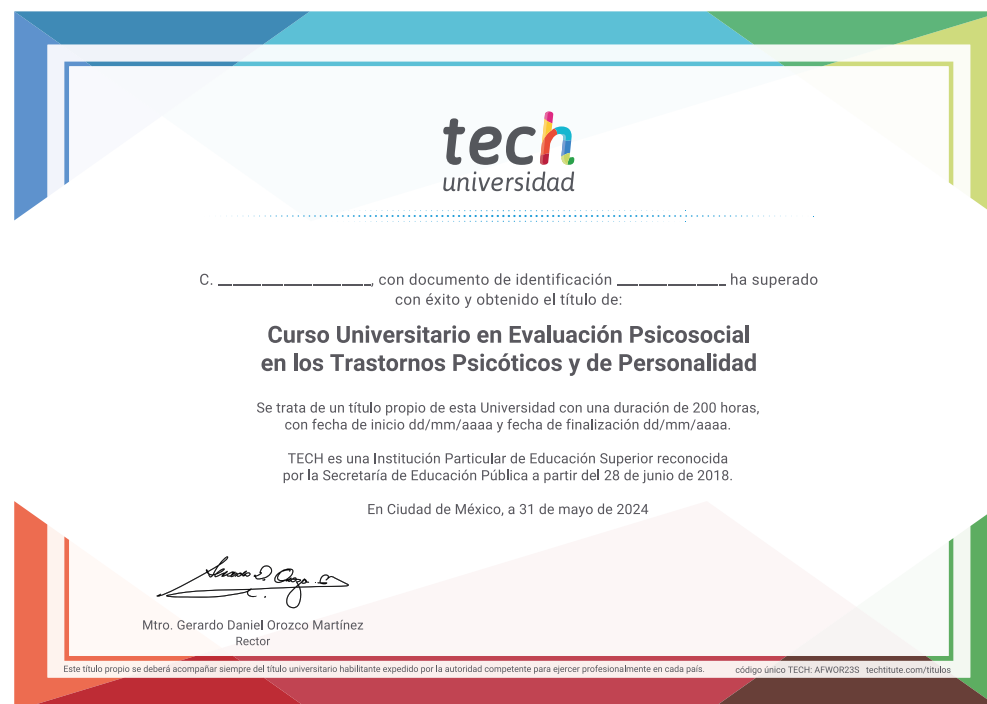 tech
universidad
C. ____________________, con documento de identificación ______________ ha superado
con éxito y obtenido el título de:
Curso Universitario en Evaluación Psicosocial
en los Trastornos Psicóticos y de Personalidad
Se trata de un título propio de esta Universidad con una duración de 200 horas,
con fecha de inicio dd/mm/aaaa y fecha de finalización dd/mm/aaaa.
TECH es una Institución Particular de Educación Superior reconocida
por la Secretaría de Educación Pública a partir del 28 de junio de 2018.
En Ciudad de México, a 31 de mayo de 2024
Mtro. Gerardo Daniel Orozco Martínez
Rector
Este título propio se deberá acompañar siempre del título universitario habilitante expedido por la autoridad competente para ejercer profesionalmente en cada país. código único TECH: AFWOR23S techtitute.com/titulos